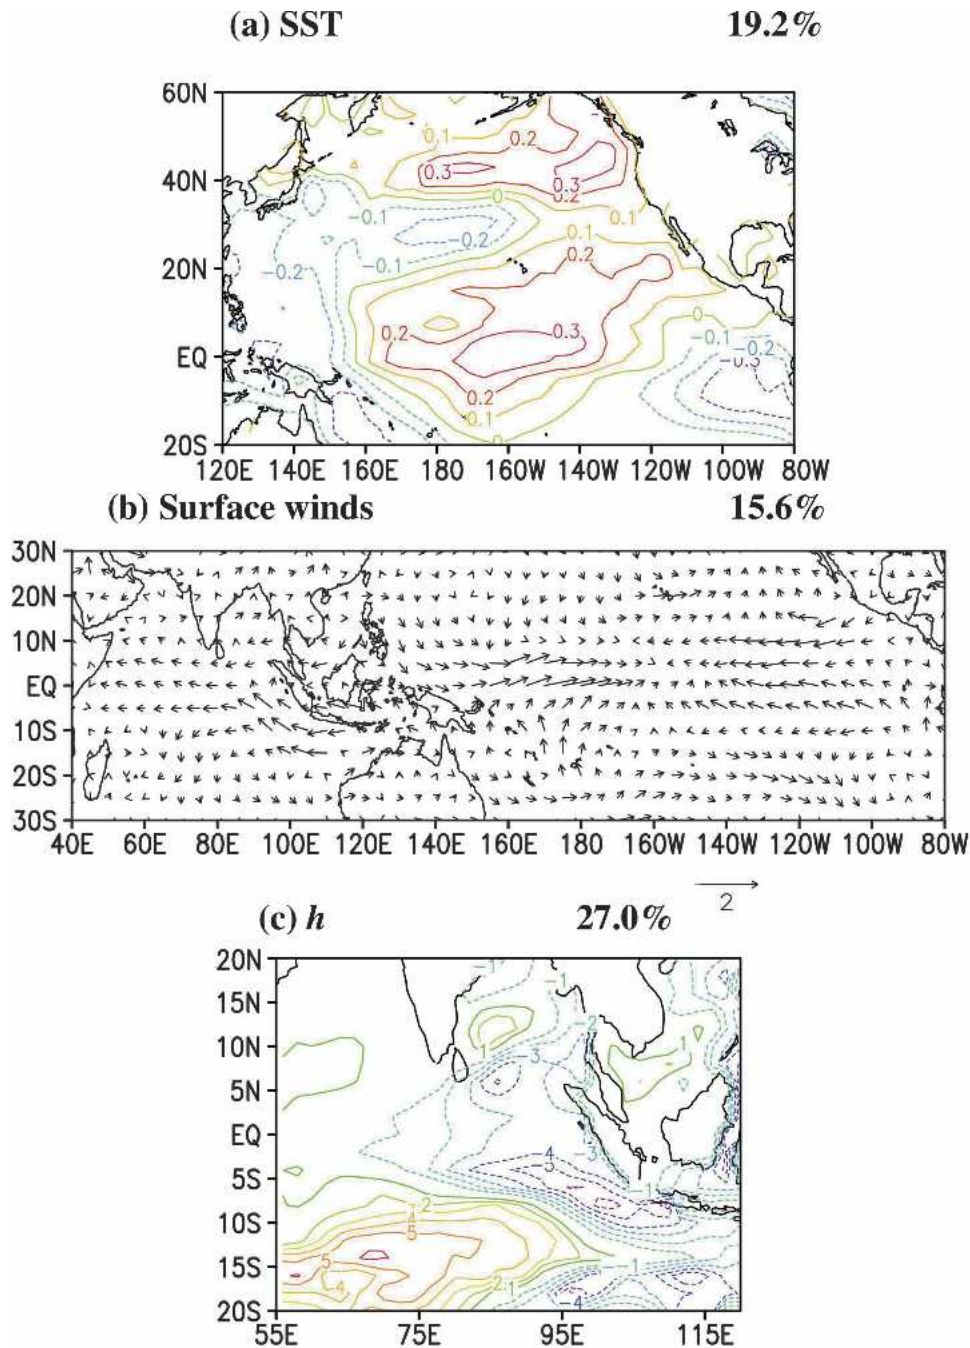 (a) SST 19.2%
60N
40N
20N
EQ
20S
0.1
0.2
0.3
0.3
0.2
0
0.1
-0.1
-0.2
-0.2
-0.1
0.2
0.2
0.3
0.2
0.1
0
0
-0.1
-0.2
-0.3
120E 140E 160E 180 160W 140W 120W 100W 80W
(b) Surface winds 15.6%
30N
20N
10N
EQ
10S
20S
30S
40E 60E 80E 100E 120E 140E 160E 180 160W 140W 120W 100W 80W
2
(c) h 27.0%
20N
15N
10N
5N
EQ
5S
10S
15S
20S
-1
-1
-2
1
-3
1
-4
-3
-1
2
4
5
5
-1
-4
2
1
-4
55E 75E 95E 115E